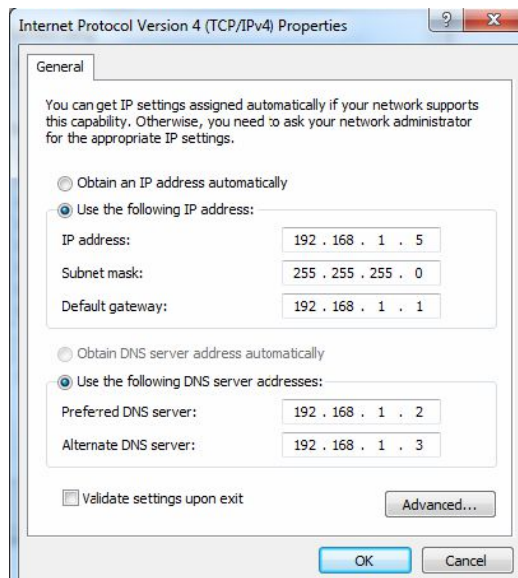 Internet Protocol Version 4 (TCP/IPv4) Properties
General
You can get IP settings assigned automatically if your network supports
this capability. Otherwise, you need to ask your network administrator
for the appropriate IP settings.
Obtain an IP address automatically
Use the following IP address:
IP address: 192 . 168 . 1 . 5
Subnet mask: 255 . 255 . 255 . 0
Default gateway: 192 . 168 . 1 . 1
Obtain DNS server address automatically
Use the following DNS server addresses:
Preferred DNS server: 192 . 168 . 1 . 2
Alternate DNS server: 192 . 168 . 1 . 3
Validate settings upon exit
Advanced...
OK Cancel